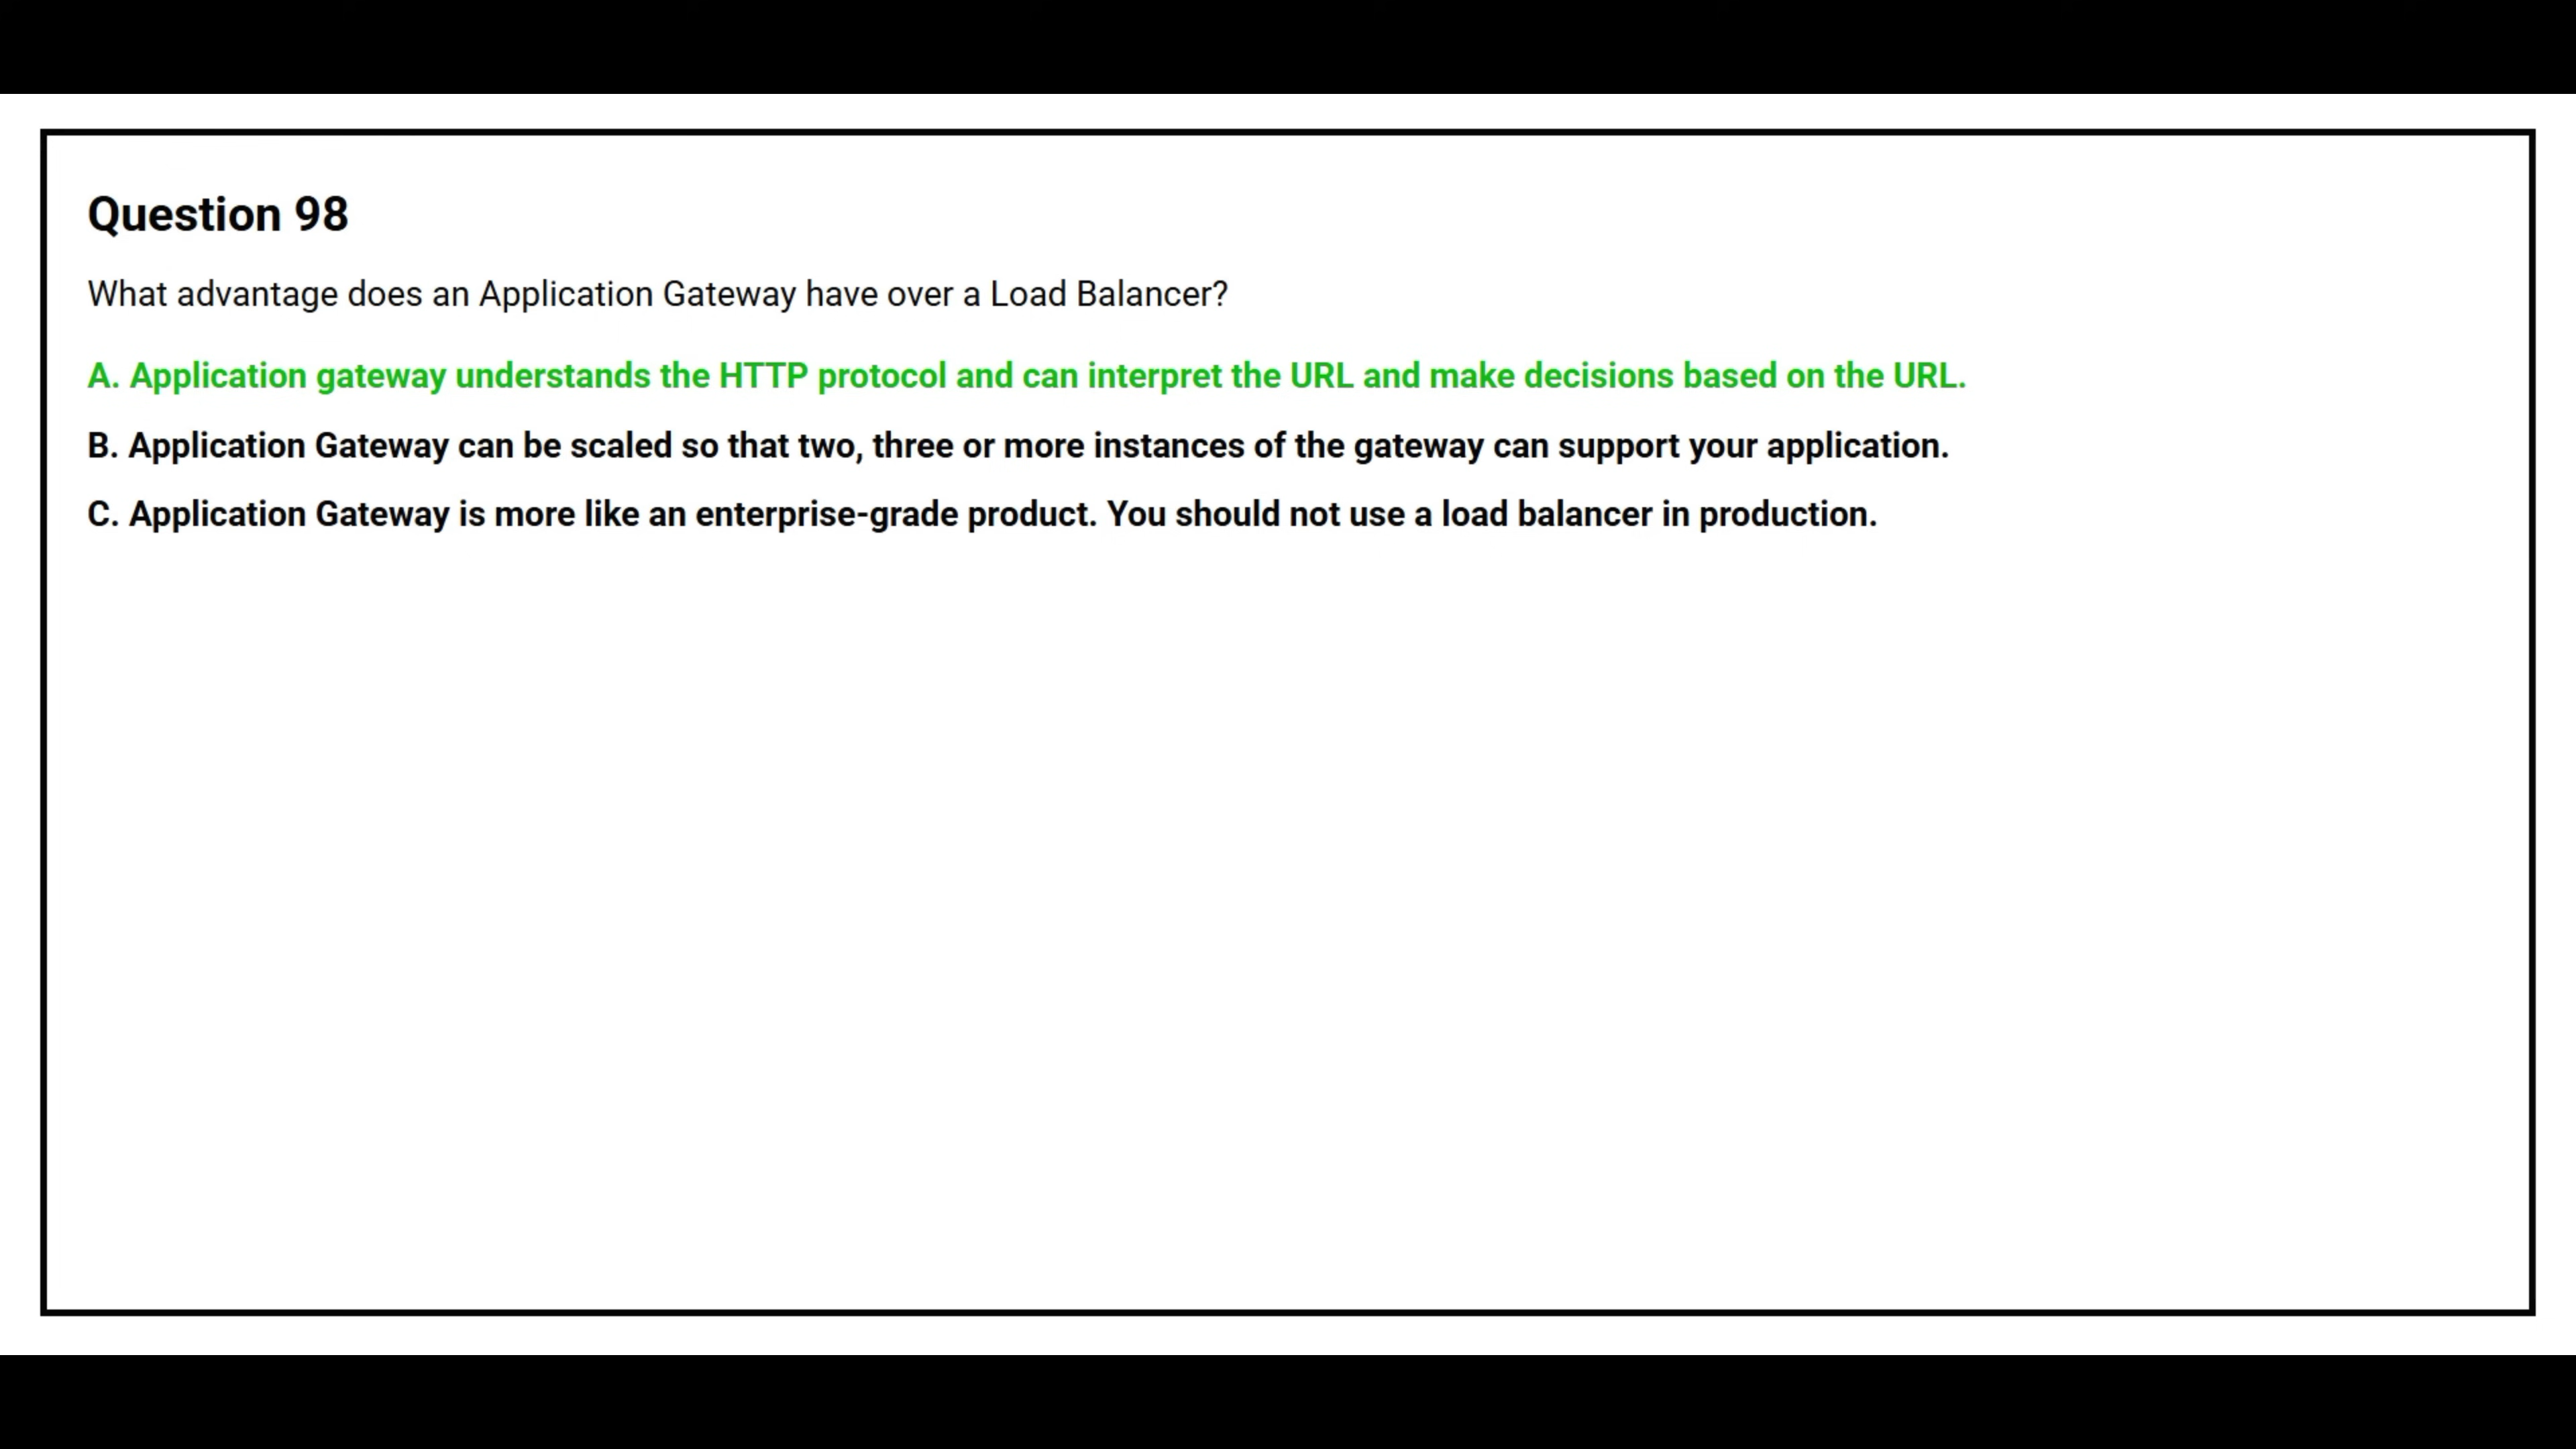 Question 98
What advantage does an Application Gateway have over a Load Balancer?
A. Application gateway understands the HTTP protocol and can interpret the URL and make decisions based on the URL.
B. Application Gateway can be scaled so that two, three or more instances of the gateway can support your application.
C. Application Gateway is more like an enterprise-grade product. You should not use a load balancer in production.